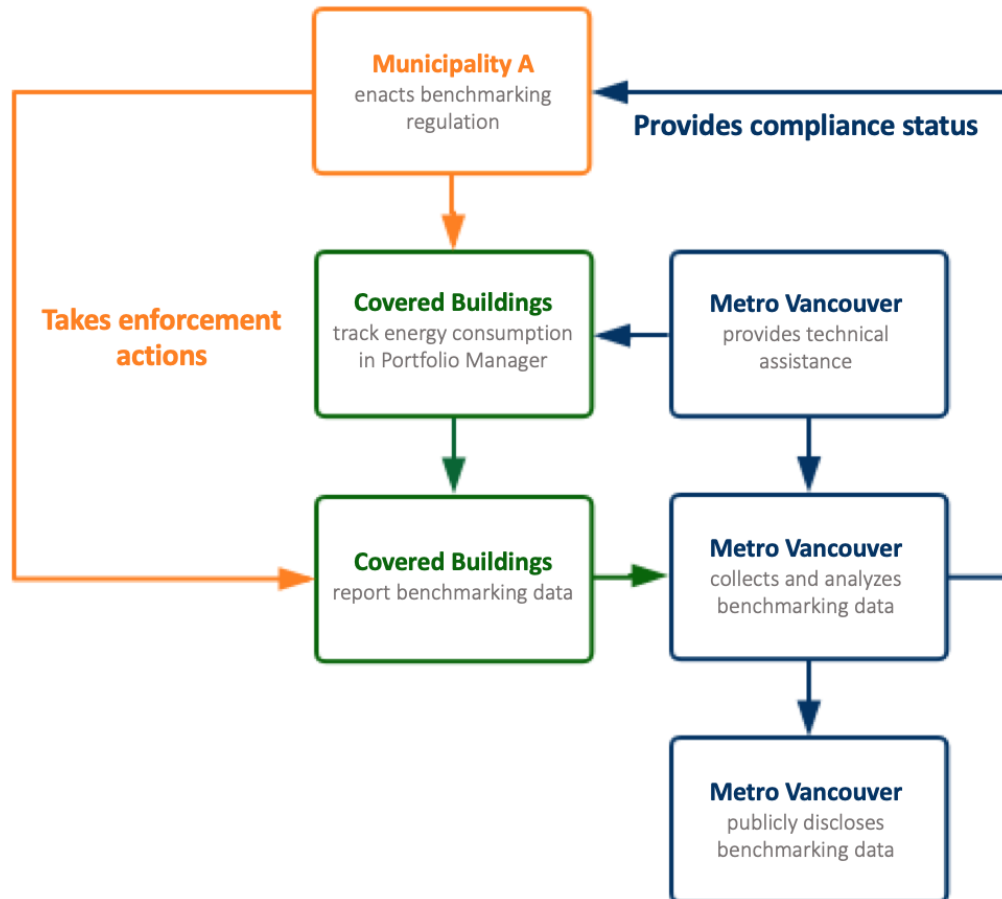 Municipality A
enacts benchmarking
regulation
Provides compliance status
Takes enforcement
actions
Covered Buildings
track energy consumption
in Portfolio Manager
Metro Vancouver
provides technical
assistance
Covered Buildings
report benchmarking data
Metro Vancouver
collects and analyzes
benchmarking data
Metro Vancouver
publicly discloses
benchmarking data